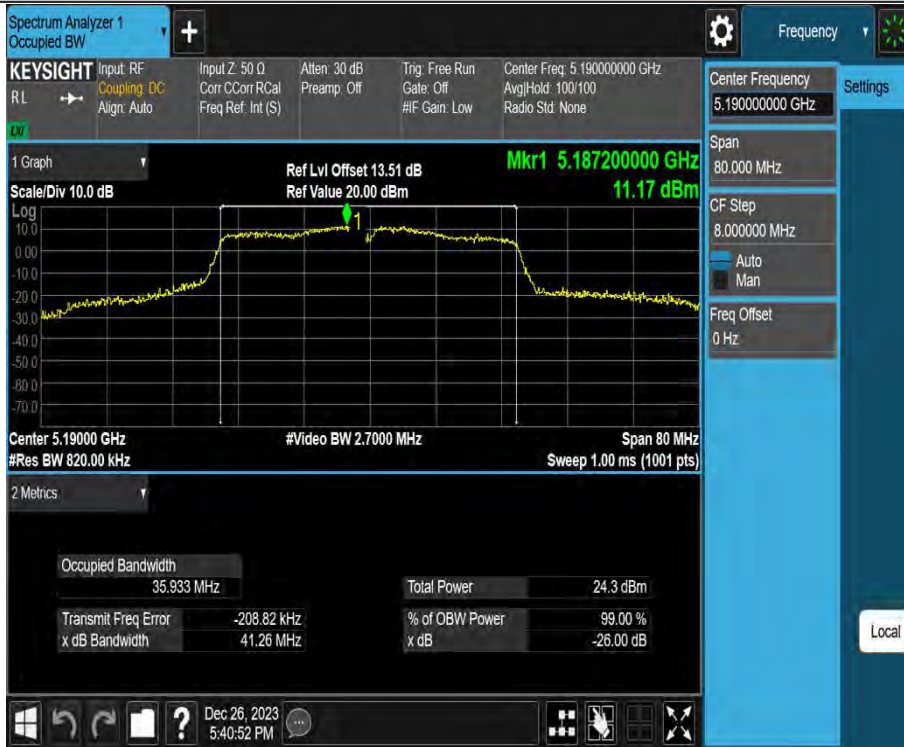 Spectrum Analyzer 1
Occupied BW
+
Frequency
KEYSIGHT
RL
LXI
Input: RF
Coupling: DC
Align: Auto
Input Z: 50 Ω
Corr CCorr RCal
Freq Ref: Int (S)
Atten: 30 dB
Preamp: Off
Trig: Free Run
Gate: Off
#IF Gain: Low
Center Freq: 5.190000000 GHz
Avg|Hold: 100/100
Radio Std: None
Center Frequency
5.190000000 GHz
Settings
Span
80.000 MHz
CF Step
8.000000 MHz
Auto
Man
Freq Offset
0 Hz
1 Graph
Scale/Div 10.0 dB
Ref Lvl Offset 13.51 dB
Ref Value 20.00 dBm
Mkr1 5.187200000 GHz
11.17 dBm
Log
1
10.0
0.00
-10.0
-20.0
-30.0
-40.0
-50.0
-60.0
-70.0
Center 5.19000 GHz
#Res BW 820.00 kHz
#Video BW 2.7000 MHz
Span 80 MHz
Sweep 1.00 ms (1001 pts)
2 Metrics
Occupied Bandwidth
35.933 MHz
Total Power 24.3 dBm
Transmit Freq Error -208.82 kHz
% of OBW Power 99.00 %
x dB Bandwidth 41.26 MHz
x dB -26.00 dB
Local
?
Dec 26, 2023
5:40:52 PM